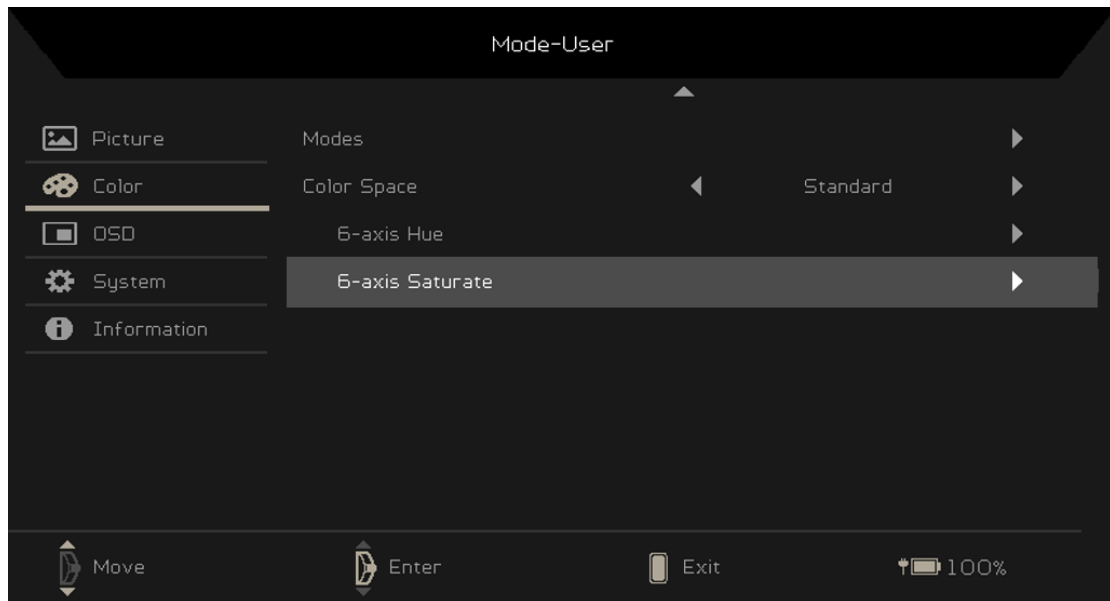 Mode-User
Picture
Modes
Color
Color Space
Standard
OSD
6-axis Hue
System
6-axis Saturate
Information
Move
Enter
Exit
100%